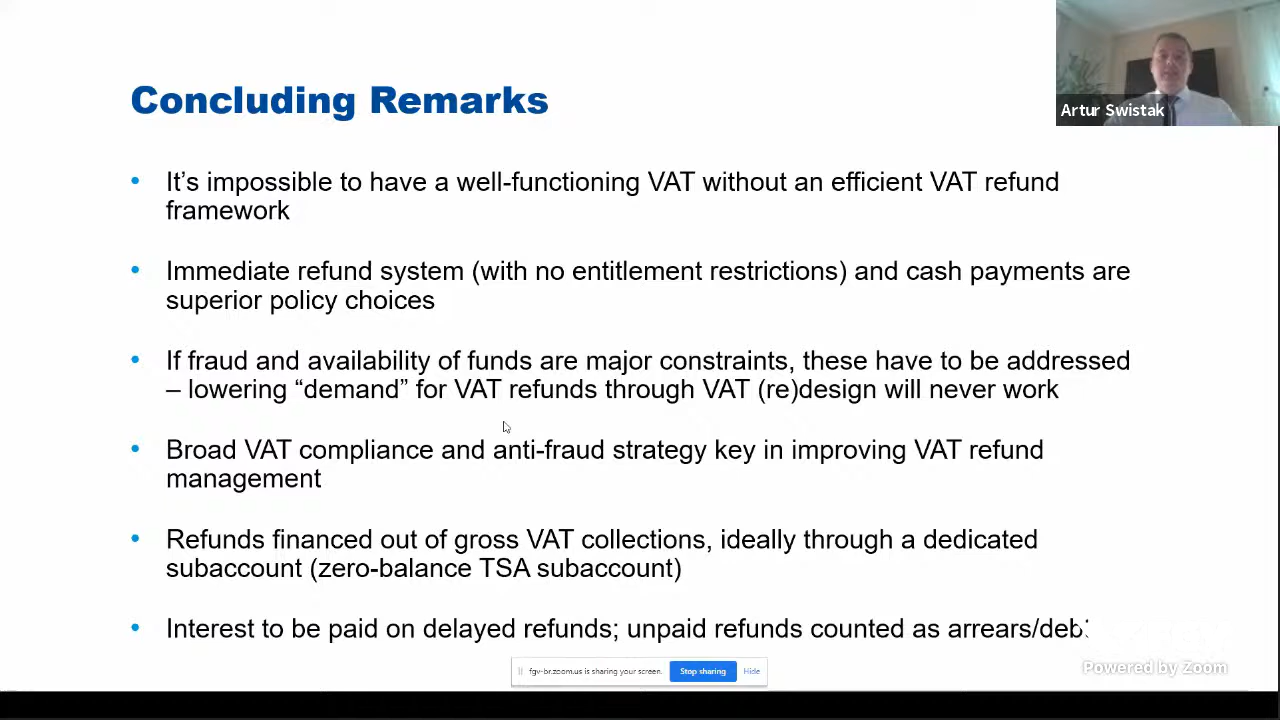 Concluding Remarks
Artur Swistak
• It’s impossible to have a well-functioning VAT without an efficient VAT refund
framework
• Immediate refund system (with no entitlement restrictions) and cash payments are
superior policy choices
• If fraud and availability of funds are major constraints, these have to be addressed
– lowering “demand” for VAT refunds through VAT (re)design will never work
• Broad VAT compliance and anti-fraud strategy key in improving VAT refund
management
• Refunds financed out of gross VAT collections, ideally through a dedicated
subaccount (zero-balance TSA subaccount)
• Interest to be paid on delayed refunds; unpaid refunds counted as
fgv-br.zoom.us is sharing your screen. Stop sharing Hide
Powered by Zoom